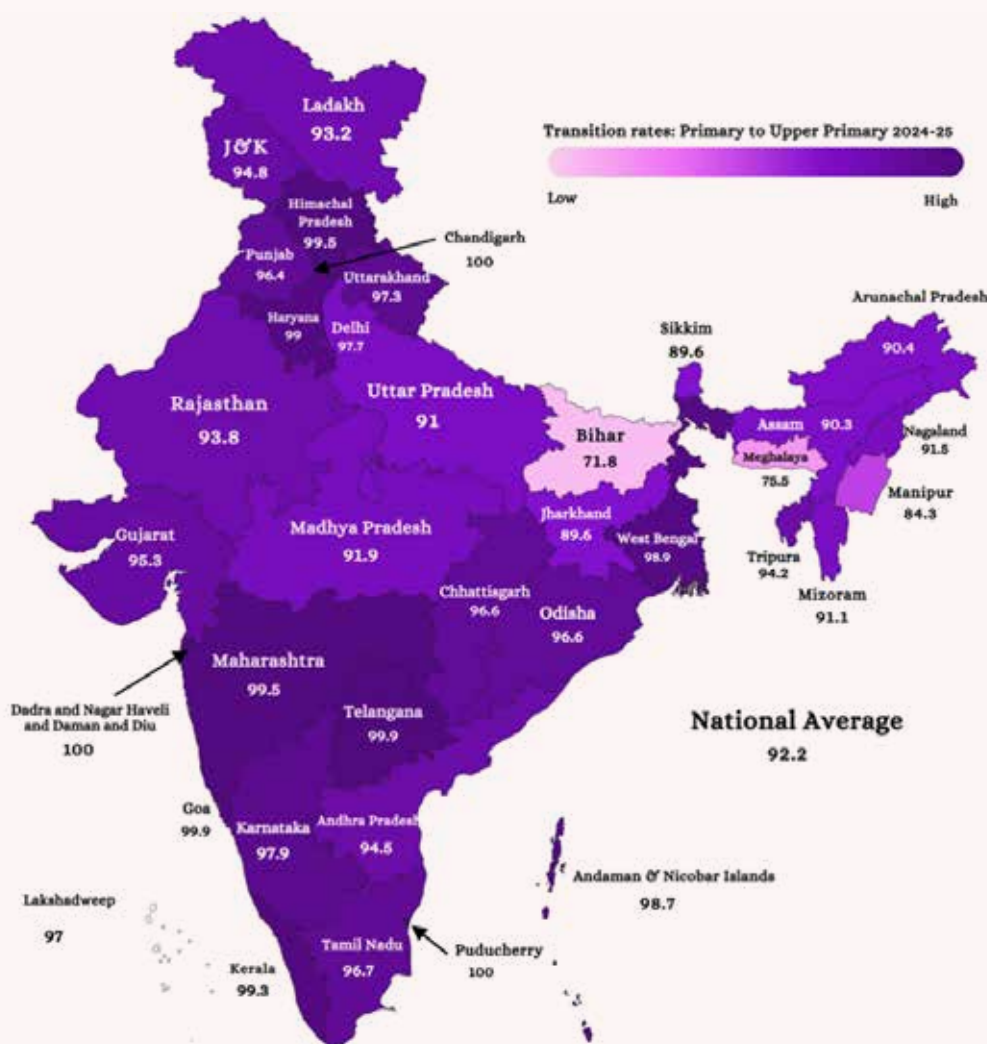 Ladakh
93.2
Transition rates: Primary to Upper Primary 2024-25
Low
High
J&K
94.8
Himachal
Pradesh
99.5
Chandigarh
100
Punjab
96.4
Uttarakhand
97.3
Haryana
99
Delhi
97.7
Arunachal Pradesh
90.4
Sikkim
89.6
Rajasthan
93.8
Uttar Pradesh
91
Bihar
71.8
Assam
90.3
Nagaland
91.5
Meghalaya
75.5
Manipur
84.3
Gujarat
95.3
Madhya Pradesh
91.9
Jharkhand
89.6
West Bengal
98.9
Tripura
94.2
Mizoram
91.1
Chhattisgarh
96.6
Odisha
96.6
Maharashtra
99.5
Dadra and Nagar Haveli
and Daman and Diu
100
Telangana
99.9
National Average
92.2
Goa
99.9
Karnataka
97.9
Andhra Pradesh
94.5
Andaman & Nicobar Islands
98.7
Lakshadweep
97
Kerala
99.3
Tamil Nadu
96.7
Puducherry
100